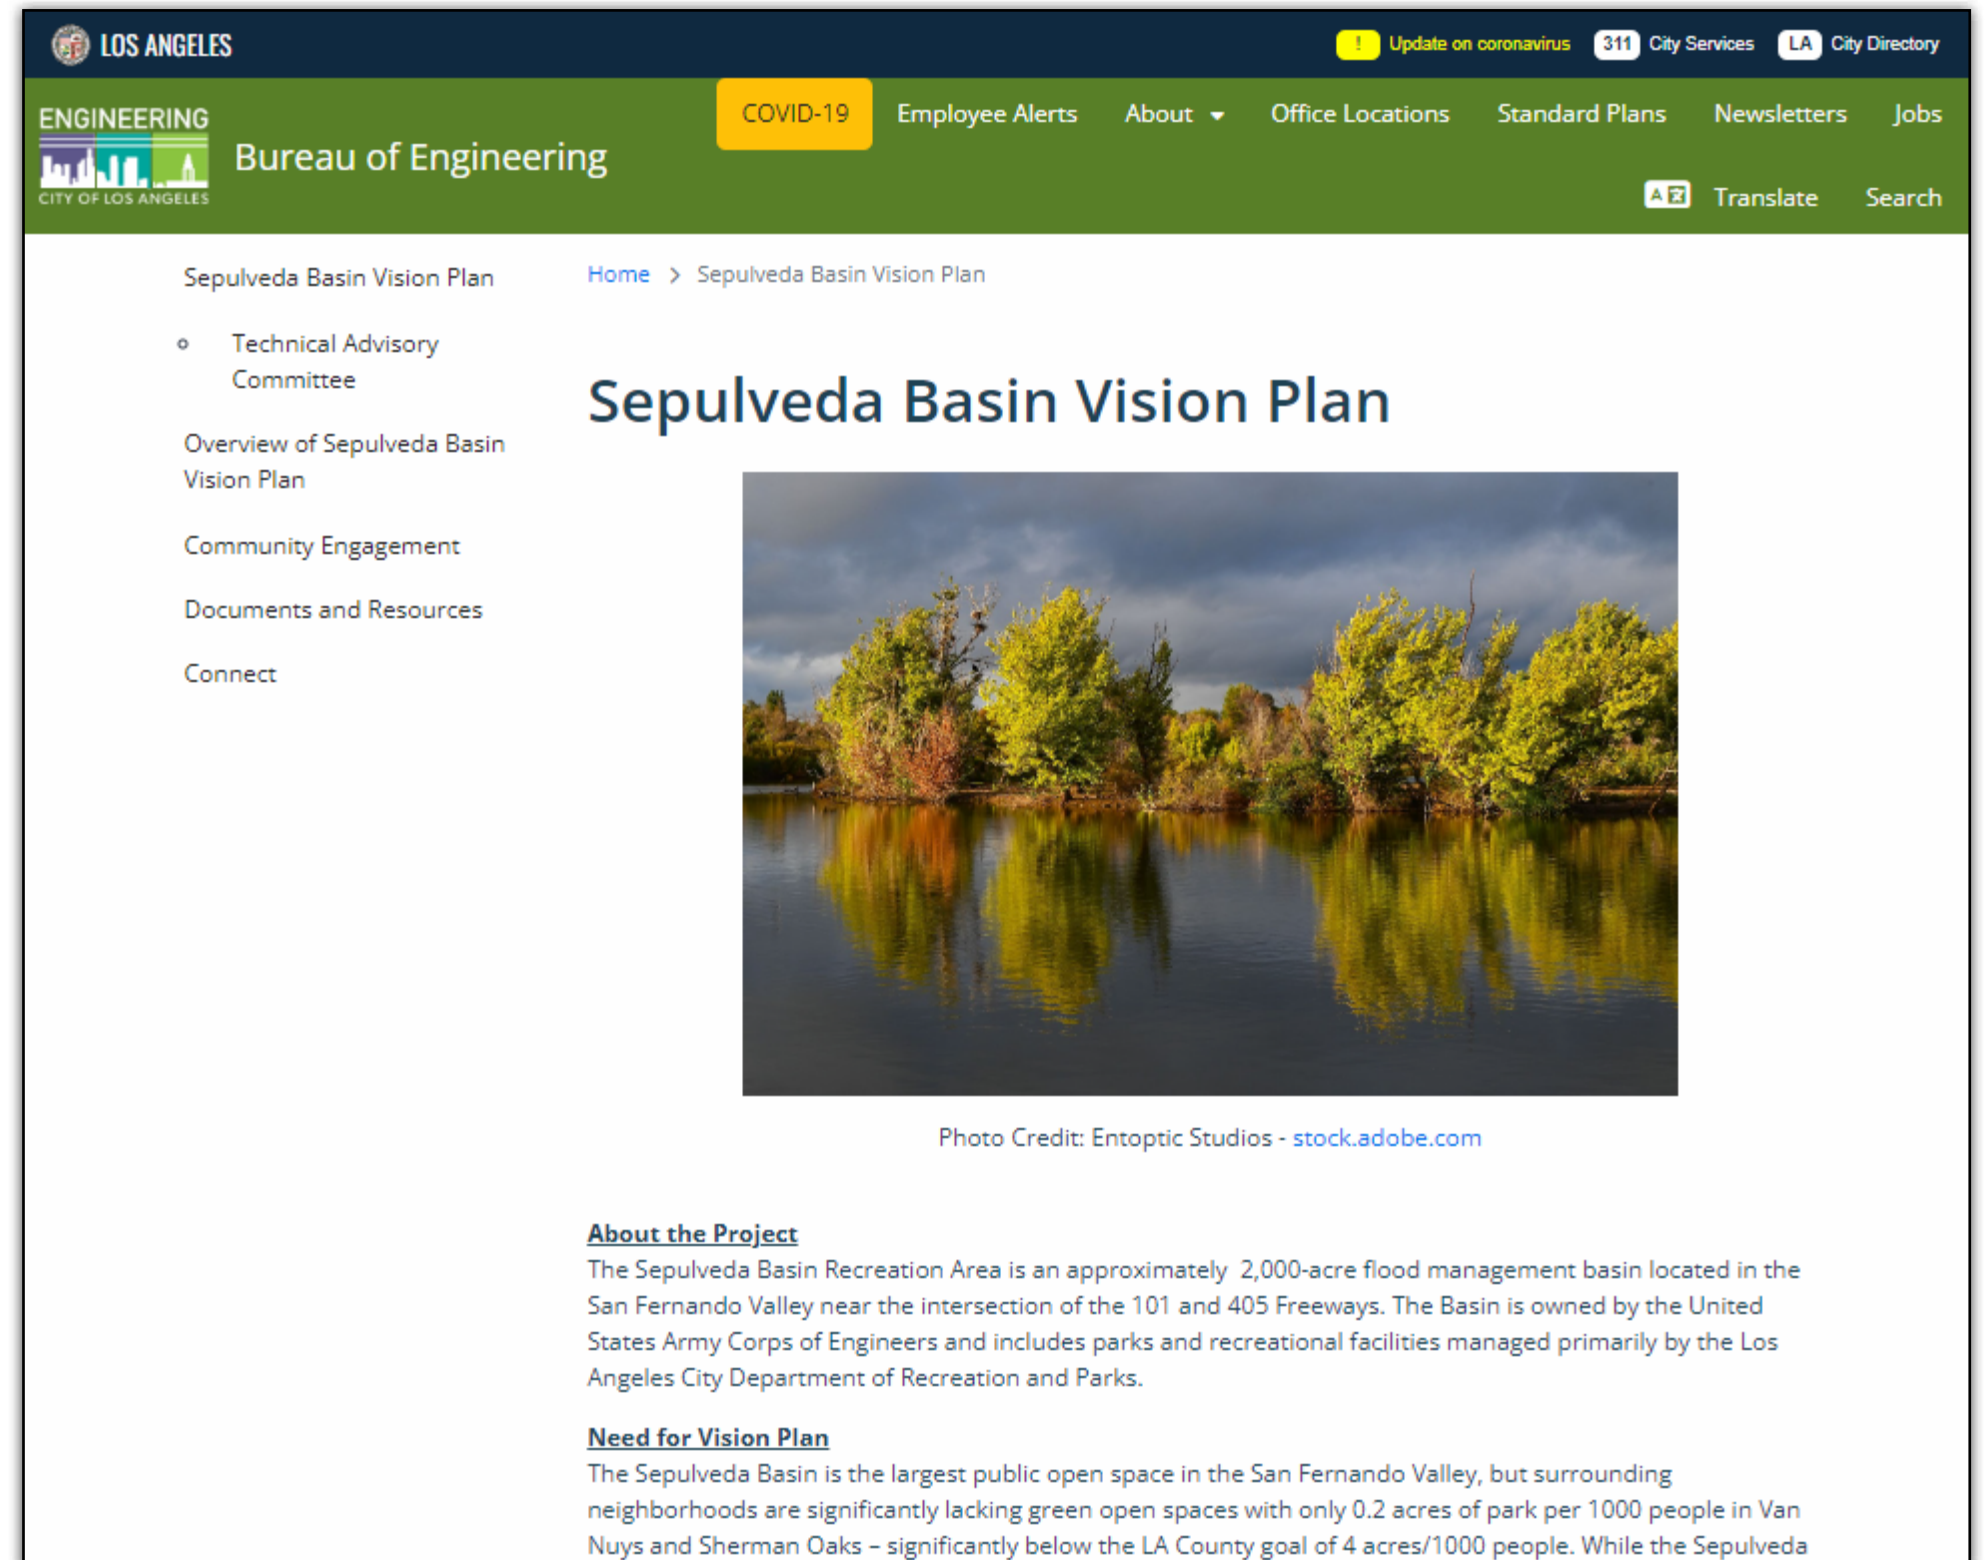 LOS ANGELES
! Update on coronavirus 311 City Services LA City Directory
ENGINEERING
CITY OF LOS ANGELES
Bureau of Engineering
COVID-19 Employee Alerts About Office Locations Standard Plans Newsletters Jobs
Translate Search
Sepulveda Basin Vision Plan
Technical Advisory
Committee
Overview of Sepulveda Basin
Vision Plan
Community Engagement
Documents and Resources
Connect
Home > Sepulveda Basin Vision Plan
Sepulveda Basin Vision Plan
Photo Credit: Entoptic Studios - stock.adobe.com
About the Project
The Sepulveda Basin Recreation Area is an approximately 2,000-acre flood management basin located in the
San Fernando Valley near the intersection of the 101 and 405 Freeways. The Basin is owned by the United
States Army Corps of Engineers and includes parks and recreational facilities managed primarily by the Los
Angeles City Department of Recreation and Parks.
Need for Vision Plan
The Sepulveda Basin is the largest public open space in the San Fernando Valley, but surrounding
neighborhoods are significantly lacking green open spaces with only 0.2 acres of park per 1000 people in Van
Nuys and Sherman Oaks – significantly below the LA County goal of 4 acres/1000 people. While the Sepulveda